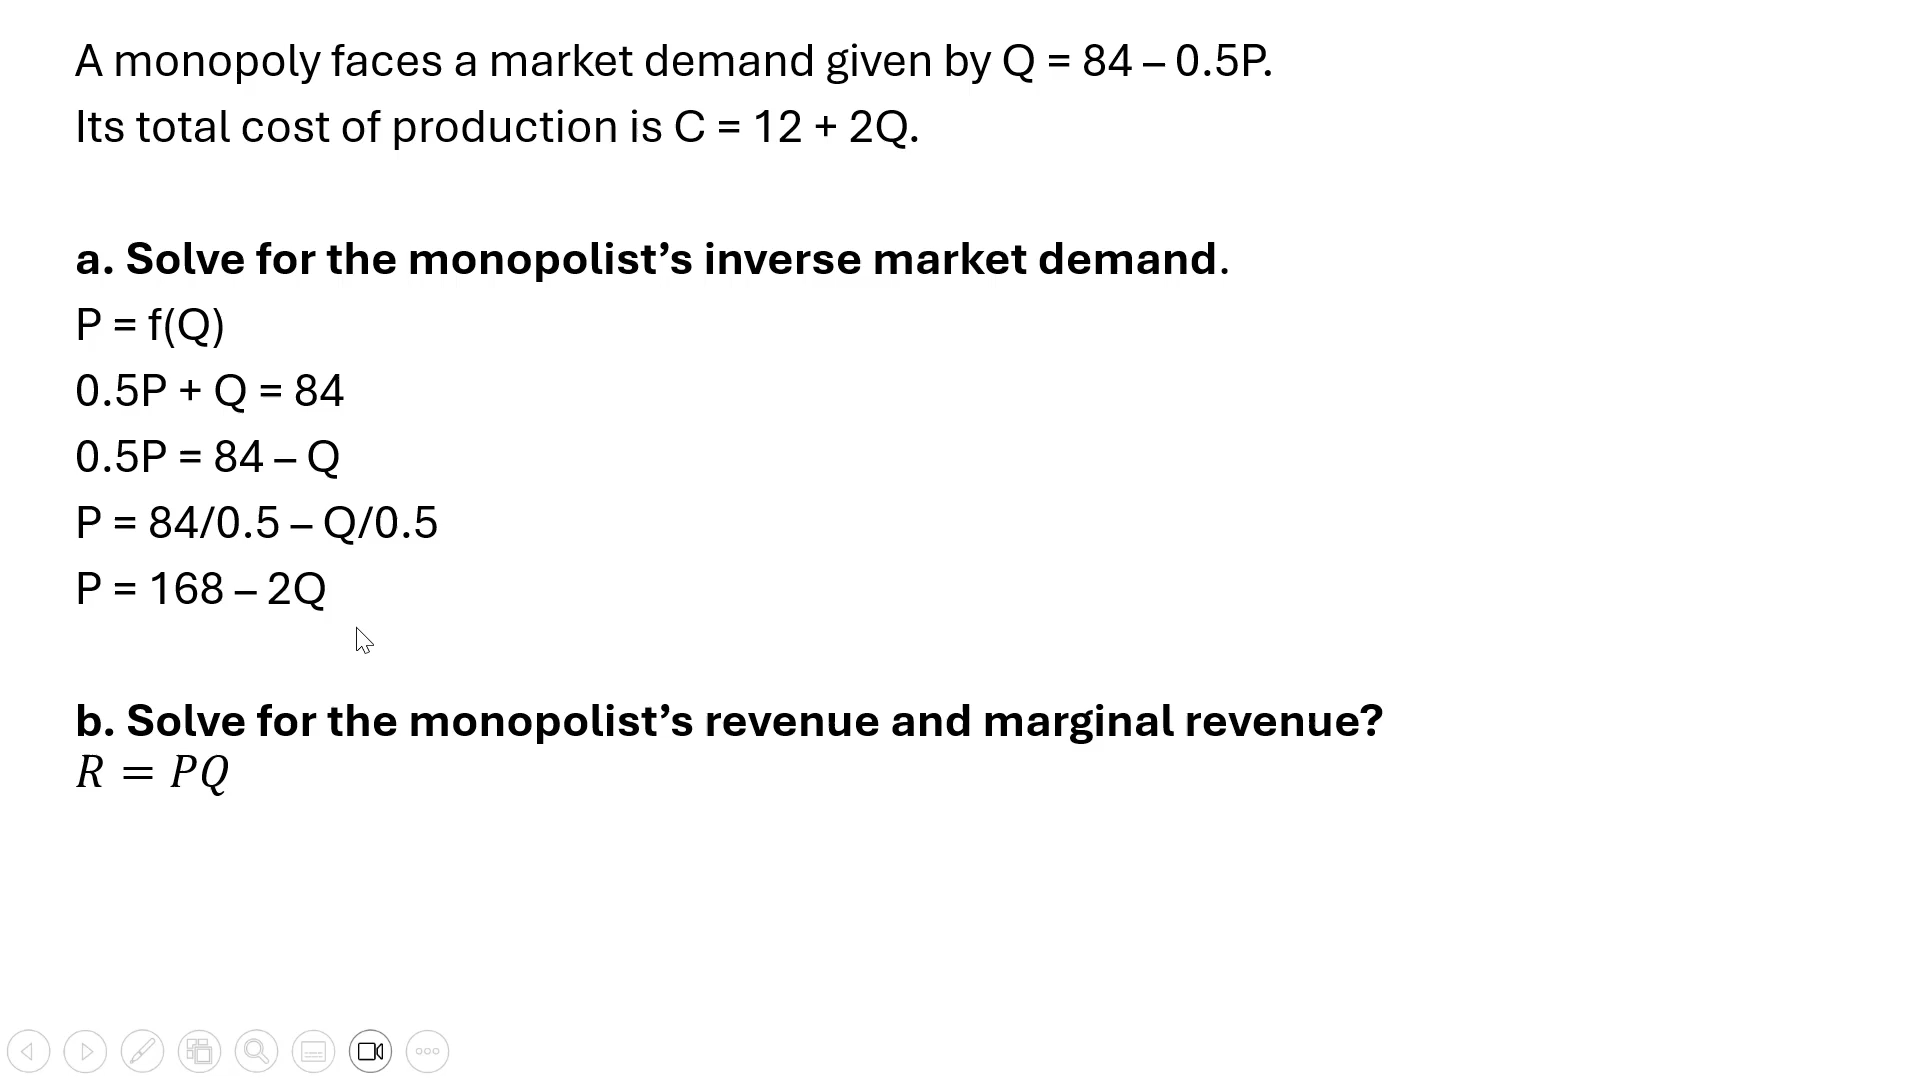 A monopoly faces a market demand given by Q = 84 – 0.5P.
Its total cost of production is C = 12 + 2Q.
a. Solve for the monopolist’s inverse market demand.
P = f(Q)
0.5P + Q = 84
0.5P = 84 – Q
P = 84/0.5 – Q/0.5
P = 168 – 2Q
b. Solve for the monopolist’s revenue and marginal revenue?
R = PQ